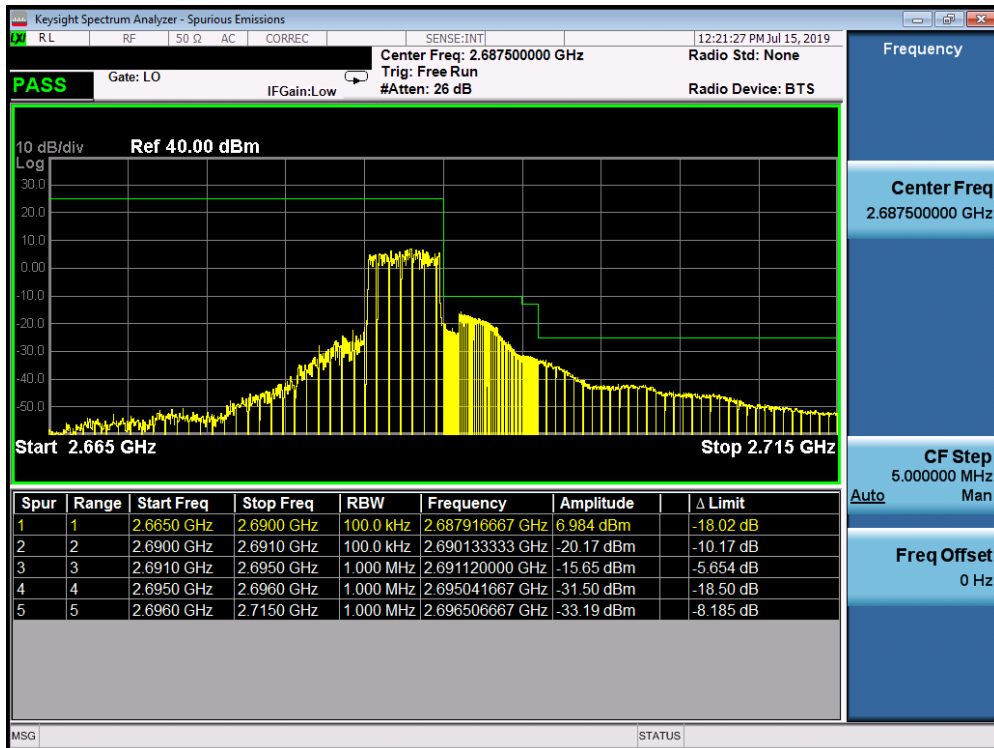 Keysight Spectrum Analyzer - Spurious Emissions
LXI RL RF 50 Ω AC CORREC SENSE:INT 12:21:27 PM Jul 15, 2019
Center Freq: 2.687500000 GHz Radio Std: None
Gate: LO Trig: Free Run
PASS IFGain:Low #Atten: 26 dB Radio Device: BTS
Frequency
10 dB/div Ref 40.00 dBm
Log
30.0
20.0
10.0
0.00
-10.0
-20.0
-30.0
-40.0
-50.0
Start 2.665 GHz Stop 2.715 GHz
Spur Range Start Freq Stop Freq RBW Frequency Amplitude Δ Limit
1 1 2.6650 GHz 2.6900 GHz 100.0 kHz 2.687916667 GHz 6.984 dBm -18.02 dB
2 2 2.6900 GHz 2.6910 GHz 100.0 kHz 2.690133333 GHz -20.17 dBm -10.17 dB
3 3 2.6910 GHz 2.6950 GHz 1.000 MHz 2.691120000 GHz -15.65 dBm -5.654 dB
4 4 2.6950 GHz 2.6960 GHz 1.000 MHz 2.695041667 GHz -31.50 dBm -18.50 dB
5 5 2.6960 GHz 2.7150 GHz 1.000 MHz 2.696506667 GHz -33.19 dBm -8.185 dB
Center Freq
2.687500000 GHz
CF Step
5.000000 MHz
Auto Man
Freq Offset
0 Hz
MSG STATUS